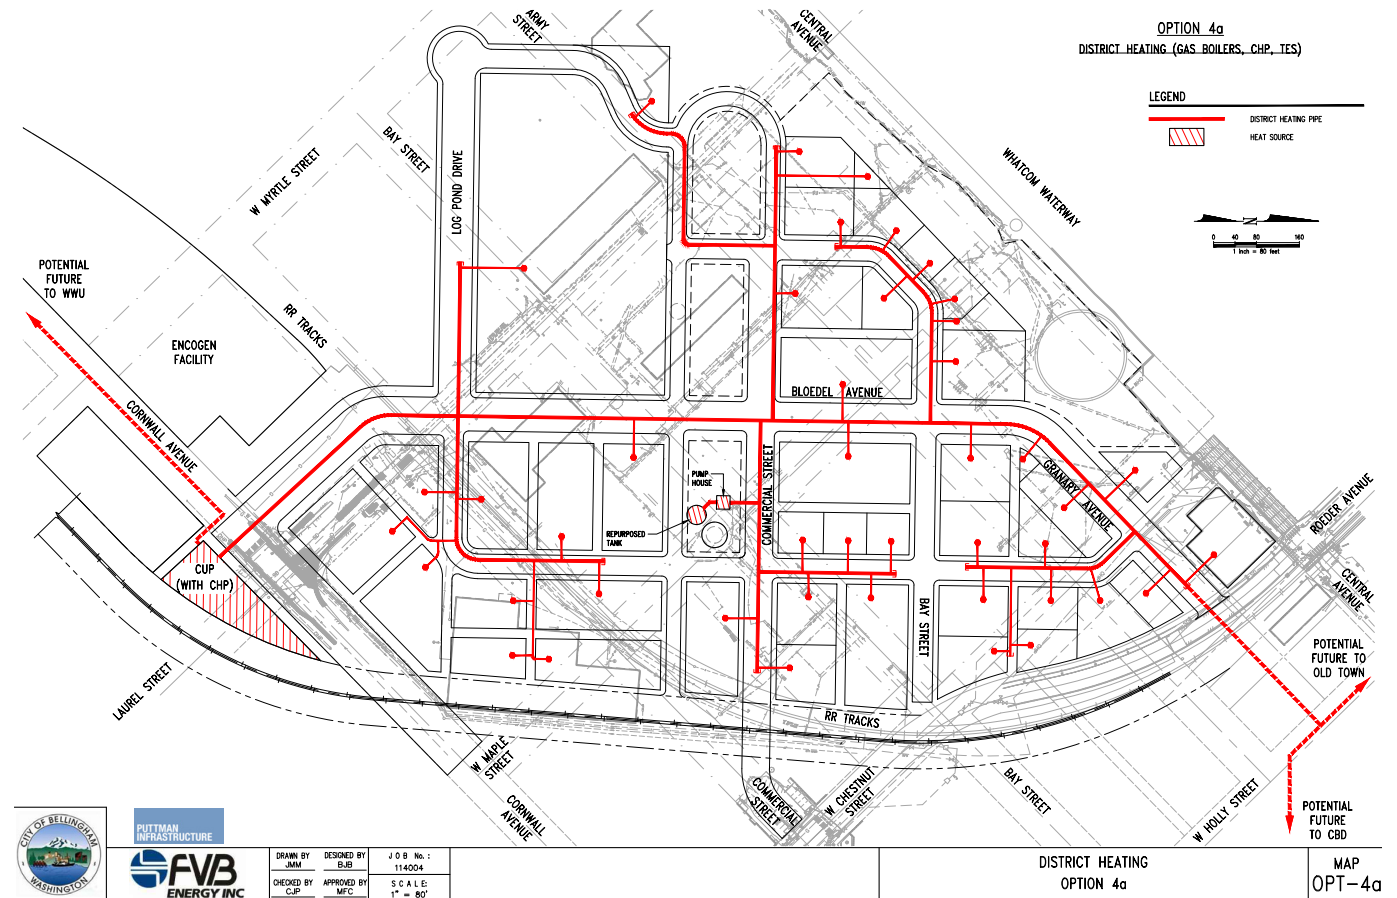 OPTION 4a
DISTRICT HEATING (GAS BOILERS, CHP, TES)
LEGEND
DISTRICT HEATING PIPE
HEAT SOURCE
N
0 40 80 160
1 inch = 80 feet
ARMY
STREET
CENTRAL
AVENUE
WHATCOM WATERWAY
BAY STREET
W MYRTLE STREET
LOG POND DRIVE
POTENTIAL
FUTURE
TO WWU
RR TRACKS
ENCOGEN
FACILITY
CORNWALL AVENUE
BLOEDEL AVENUE
COMMERCIAL STREET
PUMP
HOUSE
REPURPOSED
TANK
GRANARY AVENUE
ROEDER AVENUE
CENTRAL
AVENUE
CUP
(WITH CHP)
BAY STREET
LAUREL STREET
POTENTIAL
FUTURE TO
OLD TOWN
RR TRACKS
W MAPLE
STREET
CORNWALL
AVENUE
COMMERCIAL
STREET
W CHESTNUT
STREET
BAY STREET
W HOLLY STREET
POTENTIAL
FUTURE
TO CBD
CITY OF BELLINGHAM
WASHINGTON
PUTTMAN
INFRASTRUCTURE
FVB
ENERGY INC
DRAWN BY
JMM
DESIGNED BY
BJB
JOB No.:
114004
CHECKED BY
CJP
APPROVED BY
MFC
SCALE:
1" = 80'
DISTRICT HEATING
OPTION 4a
MAP
OPT-4a